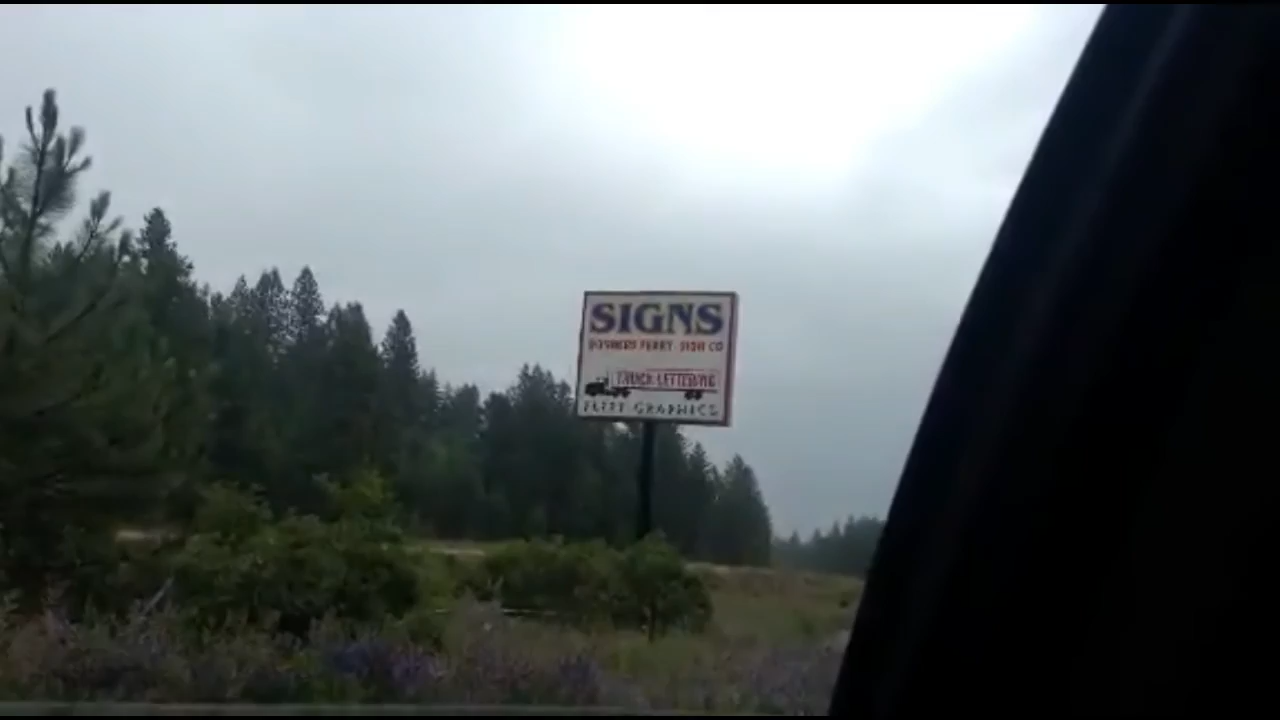 SIGNS
BONNERS FERRY SIGN CO
TRUCK LETTERING
FLEET GRAPHICS